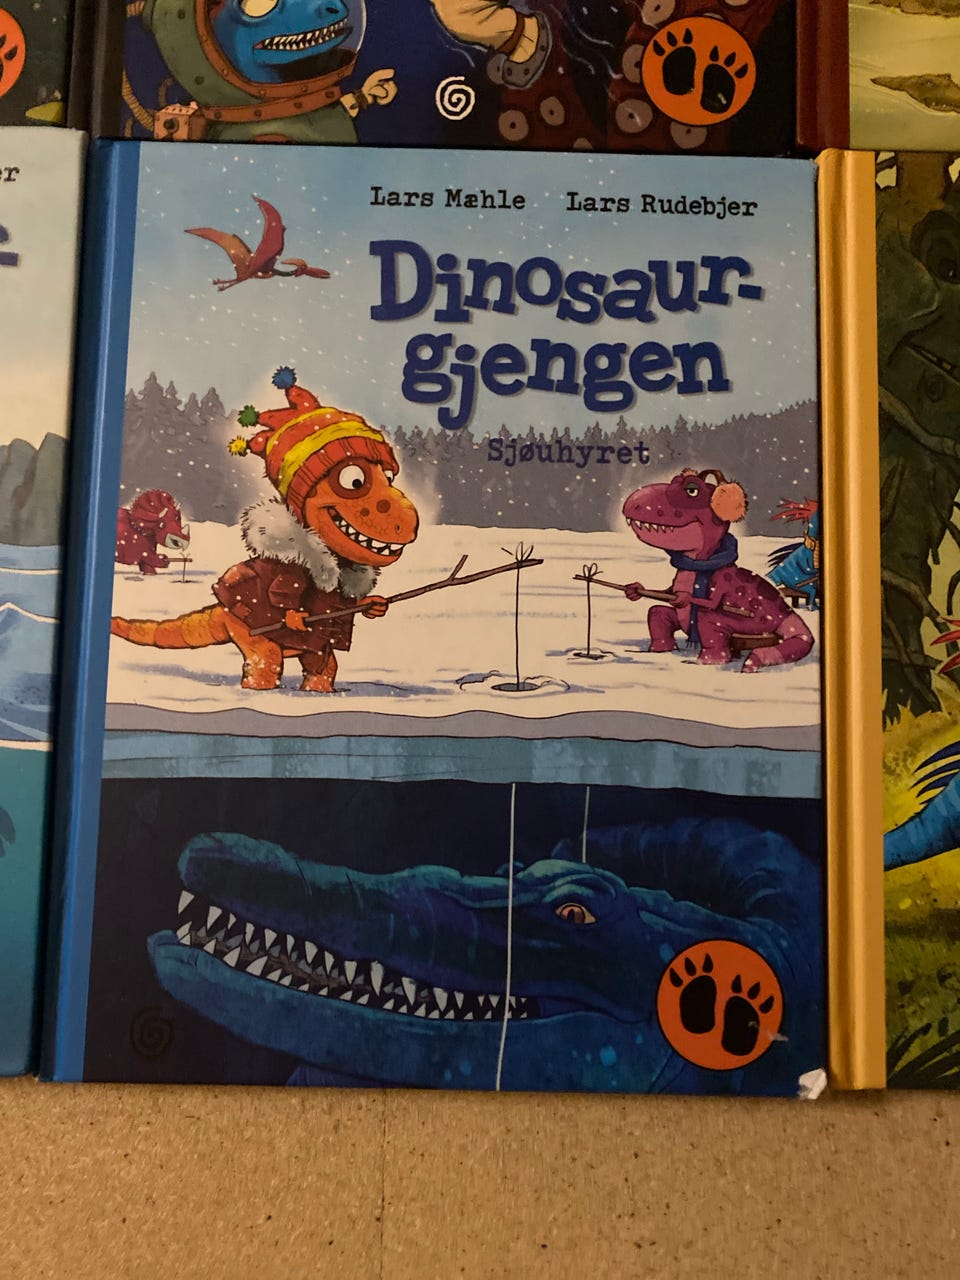 Lars Mæhle Lars Rudebjer
Dinosaur-
gjengen
Sjøuhyret